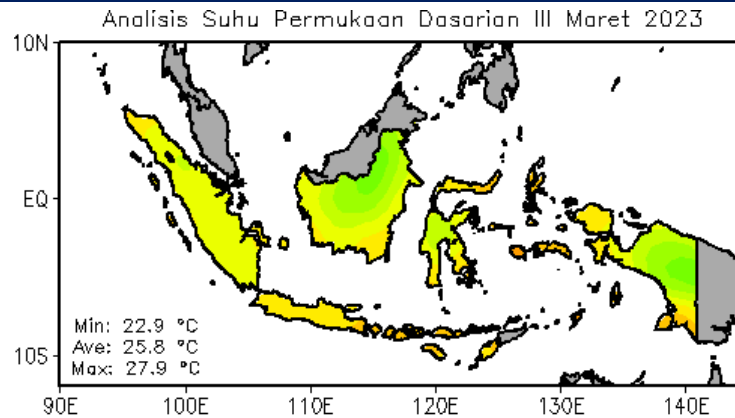 Analisis Suhu Permukaan Dasarian III Maret 2023
10N
EQ
10S
Min: 22.9 °C
Ave: 25.8 °C
Max: 27.9 °C
90E 100E 110E 120E 130E 140E